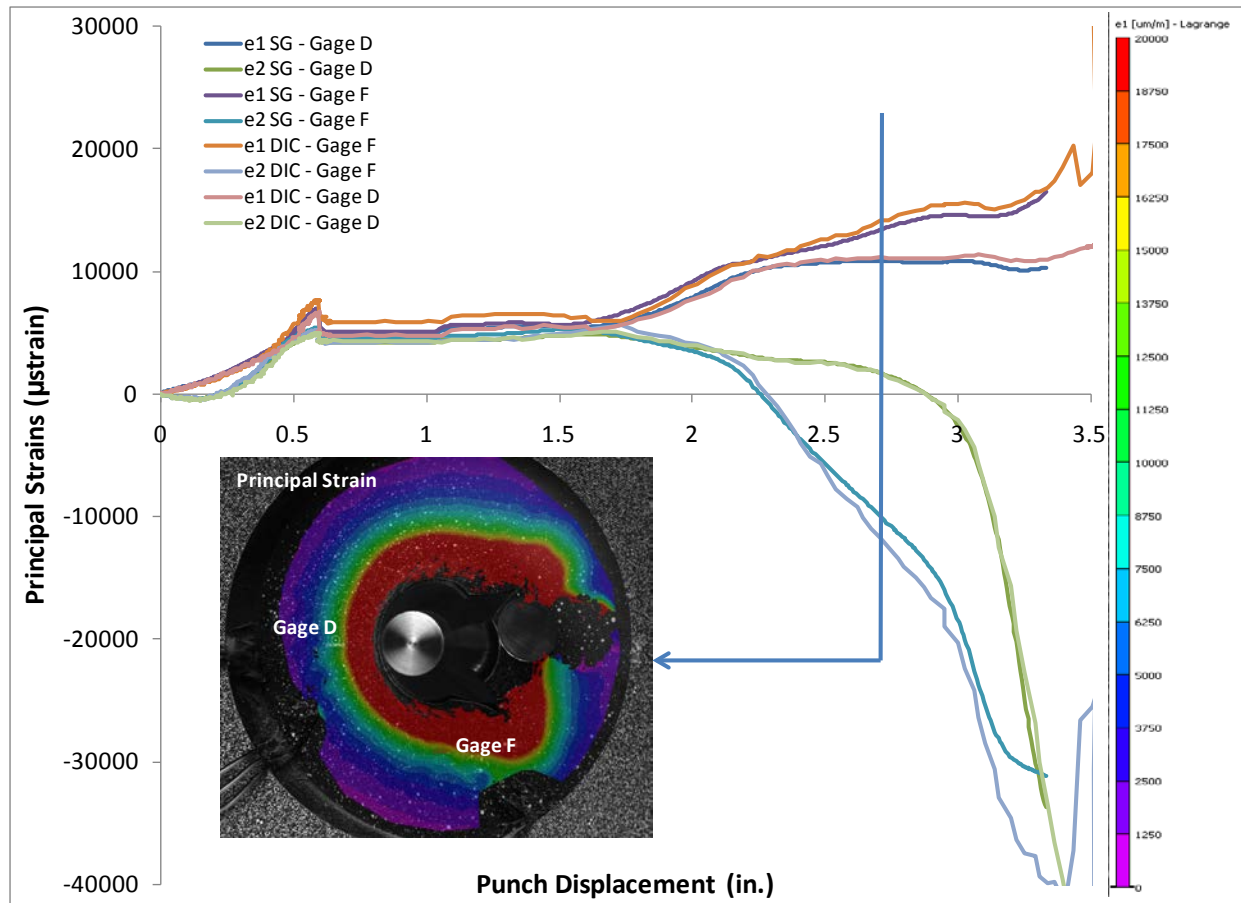 30000
20000
10000
0
-10000
-20000
-30000
-40000
Principal Strains (µstrain)
e1 SG - Gage D
e2 SG - Gage D
e1 SG - Gage F
e2 SG - Gage F
e1 DIC - Gage F
e2 DIC - Gage F
e1 DIC - Gage D
e2 DIC - Gage D
0 0.5 1 1.5 2 2.5 3 3.5
Principal Strain
Gage D
Gage F
Punch Displacement (in.)
e1 [um/m] - Lagrange
20000
18750
17500
16250
15000
13750
12500
11250
10000
8750
7500
6250
5000
3750
2500
1250
0